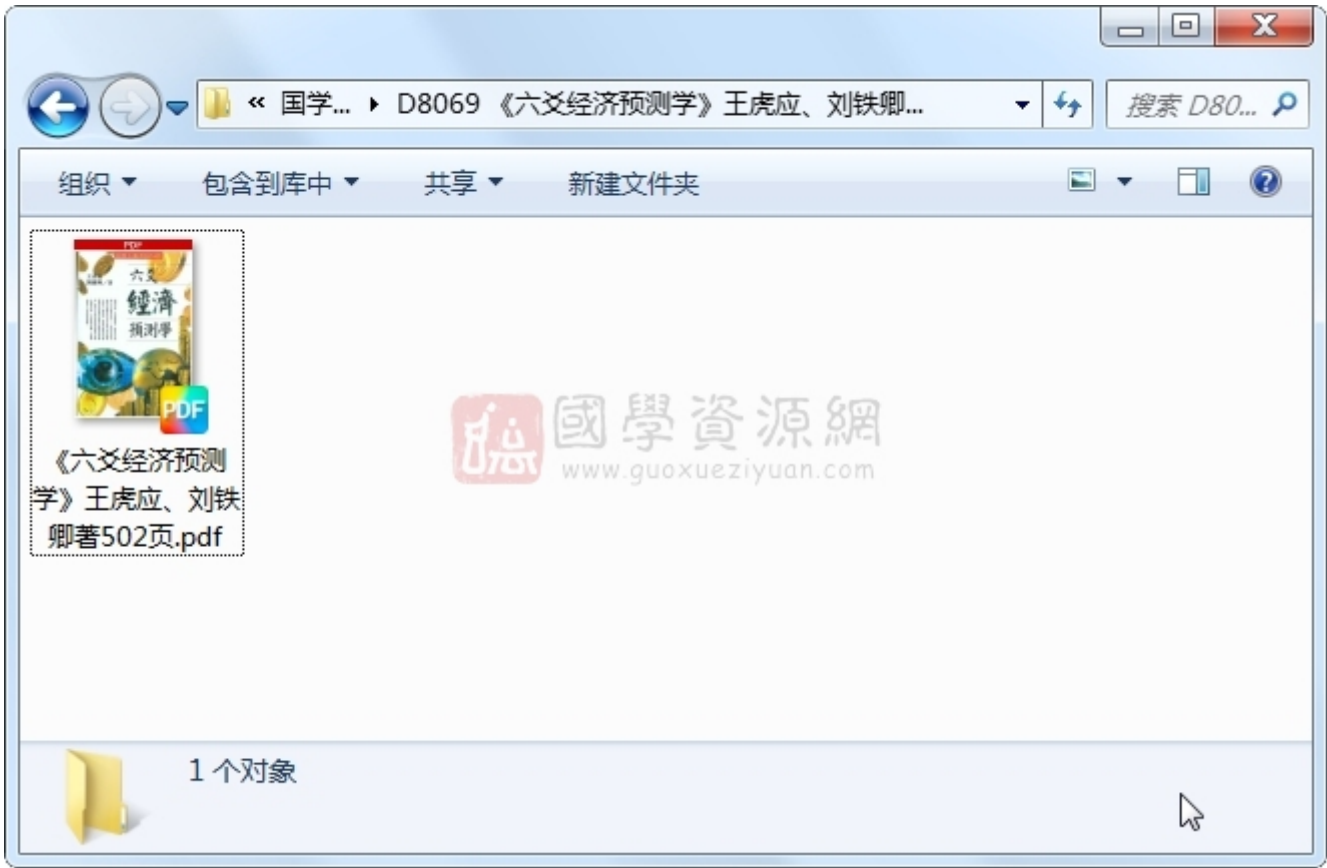 « 国学... ▸ D8069 《六爻经济预测学》王虎应、刘铁卿...
搜索 D80...
组织
包含到库中
共享
新建文件夹
PDF
六爻
經濟
預測學
PDF
《六爻经济预测
学》王虎应、刘铁
卿著502页.pdf
國學資源網
www.guoxueziyuan.com
1 个对象